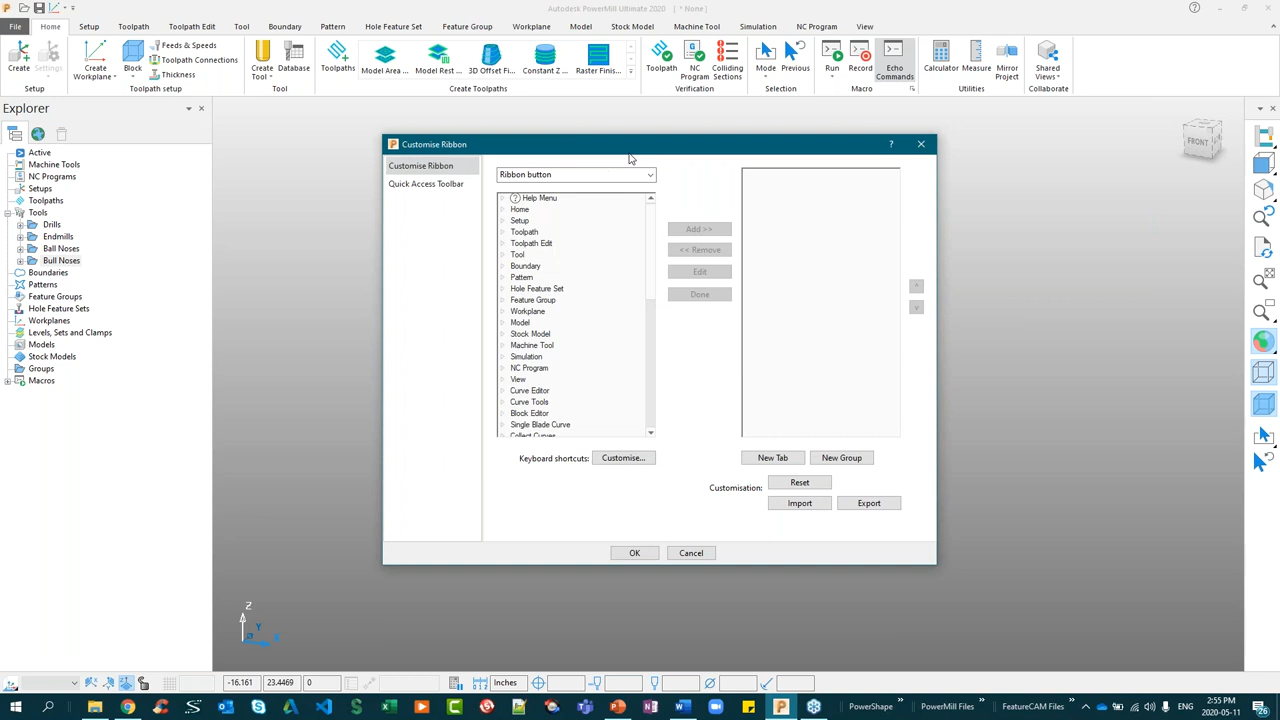 Autodesk PowerMill Ultimate 2020 [ None ]
File Home Setup Toolpath Toolpath Edit Tool Boundary Pattern Hole Feature Set Feature Group Workplane Model Stock Model Machine Tool Simulation NC Program View
Create Settings
Setup
Create Workplane Block Feeds & Speeds
Toolpath Connections
Thickness
Toolpath setup
Create Tool Database
Tool
Toolpaths Model Area ... Model Rest ... 3D Offset Fi... Constant Z ... Raster Finis...
Create Toolpaths
Toolpath NC Program Colliding Sections
Verification
Mode Previous
Selection
Run Record Echo Commands
Macro
Calculator Measure Mirror Project
Utilities
Shared Views
Collaborate
Explorer
Active
Machine Tools
NC Programs
Setups
Toolpaths
Tools
Drills
Endmills
Ball Noses
Bull Noses
Boundaries
Patterns
Feature Groups
Hole Feature Sets
Workplanes
Levels, Sets and Clamps
Models
Stock Models
Groups
Macros
Customise Ribbon
? ✕
Customise Ribbon
Quick Access Toolbar
Ribbon button
Help Menu
Home
Setup
Toolpath
Toolpath Edit
Tool
Boundary
Pattern
Hole Feature Set
Feature Group
Workplane
Model
Stock Model
Machine Tool
Simulation
NC Program
View
Curve Editor
Curve Tools
Block Editor
Single Blade Curve
Collect Curves
Add >>
<< Remove
Edit
Done
^
v
Keyboard shortcuts: Customise...
New Tab New Group
Customisation: Reset
Import Export
OK Cancel
FRONT
Z
Y
X
-16.161 23.4469 0 Inches
PowerShape PowerMill Files FeatureCAM Files ENG 2:55 PM
2020-05-11
26